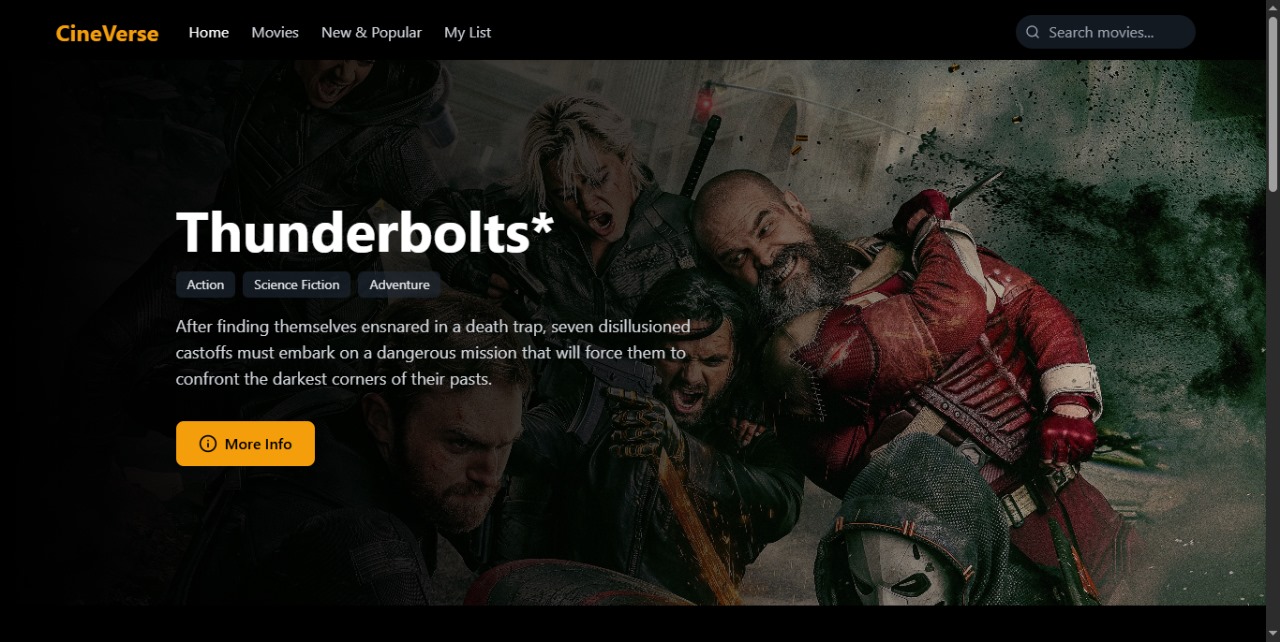 CineVerse
Home
Movies
New & Popular
My List
Search movies...
Thunderbolts*
Action
Science Fiction
Adventure
After finding themselves ensnared in a death trap, seven disillusioned
castoffs must embark on a dangerous mission that will force them to
confront the darkest corners of their pasts.
More Info